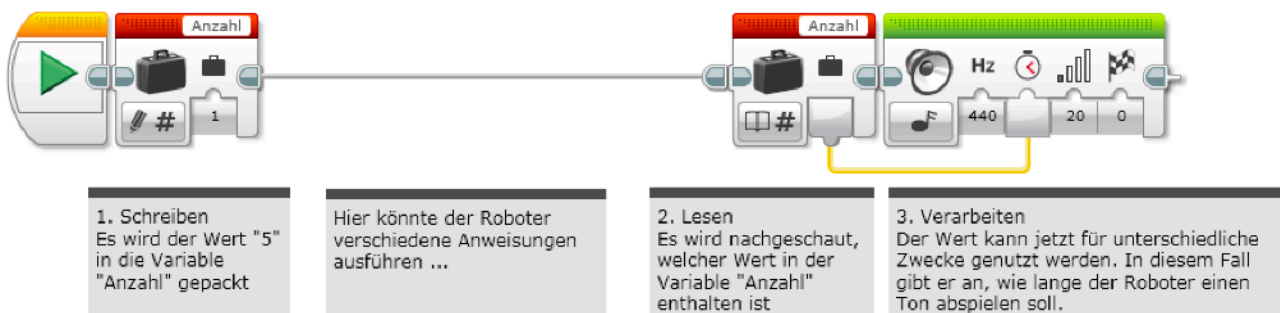 Anzahl
#
1
Anzahl
#
Hz
440
20
0
1. Schreiben
Es wird der Wert "5"
in die Variable
"Anzahl" gepackt
Hier könnte der Roboter
verschiedene Anweisungen
ausführen ...
2. Lesen
Es wird nachgeschaut,
welcher Wert in der
Variable "Anzahl"
enthalten ist
3. Verarbeiten
Der Wert kann jetzt für unterschiedliche
Zwecke genutzt werden. In diesem Fall
gibt er an, wie lange der Roboter einen
Ton abspielen soll.